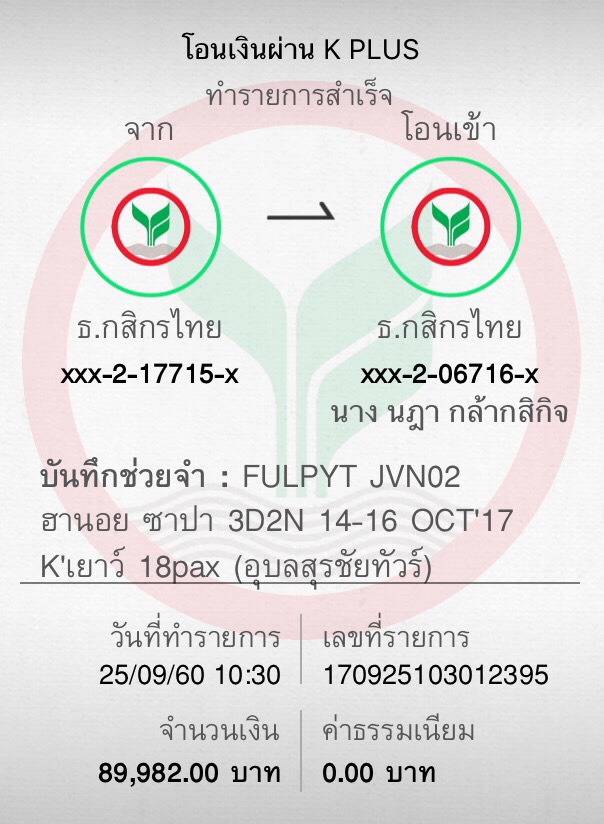 โอนเงินผ่าน K PLUS
ทำรายการสำเร็จ
จาก
โอนเข้า
ธ.กสิกรไทย
ธ.กสิกรไทย
xxx-2-17715-x
xxx-2-06716-x
นาง นฎา กล้ากสิกิจ
บันทึกช่วยจำ : FULPYT JVN02
ฮานอย ซาปา 3D2N 14-16 OCT'17
K'เยาว์ 18pax (อุบลสุรชัยทัวร์)
วันที่ทำรายการ
เลขที่รายการ
25/09/60 10:30
170925103012395
จำนวนเงิน
ค่าธรรมเนียม
89,982.00 บาท
0.00 บาท